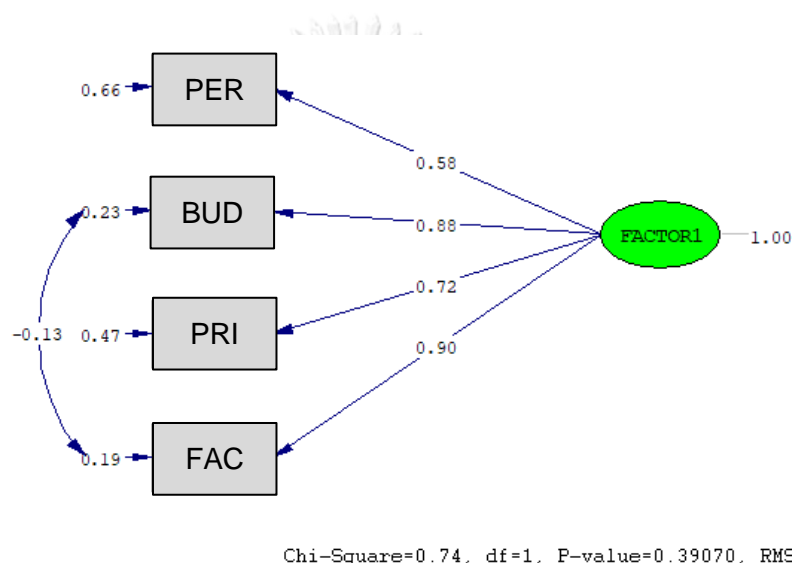 0.66 PER
0.58
0.23 BUD
0.88
FACTOR1 1.00
0.72
-0.13 0.47 PRI
0.90
0.19 FAC
Chi-Square=0.74, df=1, P-value=0.39070,